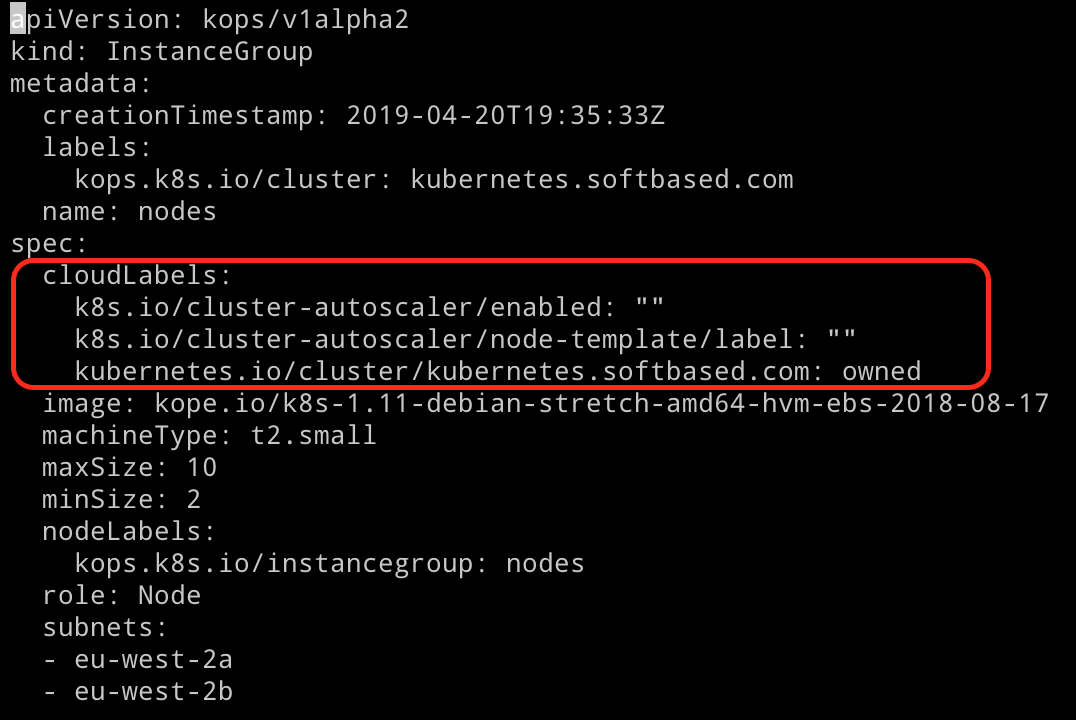 apiVersion: kops/v1alpha2
kind: InstanceGroup
metadata:
  creationTimestamp: 2019-04-20T19:35:33Z
  labels:
    kops.k8s.io/cluster: kubernetes.softbased.com
  name: nodes
spec:
  cloudLabels:
    k8s.io/cluster-autoscaler/enabled: ""
    k8s.io/cluster-autoscaler/node-template/label: ""
    kubernetes.io/cluster/kubernetes.softbased.com: owned
  image: kope.io/k8s-1.11-debian-stretch-amd64-hvm-ebs-2018-08-17
  machineType: t2.small
  maxSize: 10
  minSize: 2
  nodeLabels:
    kops.k8s.io/instancegroup: nodes
  role: Node
  subnets:
  - eu-west-2a
  - eu-west-2b